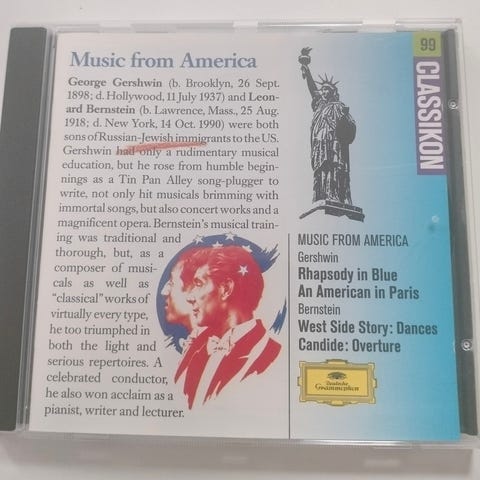 Music from America
George Gershwin (b. Brooklyn, 26 Sept.
1898; d. Hollywood, 11 July 1937) and Leon-
ard Bernstein (b. Lawrence, Mass., 25 Aug.
1918; d. New York, 14 Oct. 1990) were both
sons of Russian-Jewish immigrants to the US.
Gershwin had only a rudimentary musical
education, but he rose from humble begin-
nings as a Tin Pan Alley song-plugger to
write, not only hit musicals brimming with
immortal songs, but also concert works and a
magnificent opera. Bernstein's musical train-
ing was traditional and
thorough, but, as a
composer of musi-
cals as well as
“classical” works of
virtually every type,
he too triumphed in
both the light and
serious repertoires. A
celebrated conductor,
he also won acclaim as a
pianist, writer and lecturer.
99
CLASSIKON
MUSIC FROM AMERICA
Gershwin
Rhapsody in Blue
An American in Paris
Bernstein
West Side Story: Dances
Candide: Overture
Deutsche
Grammophon